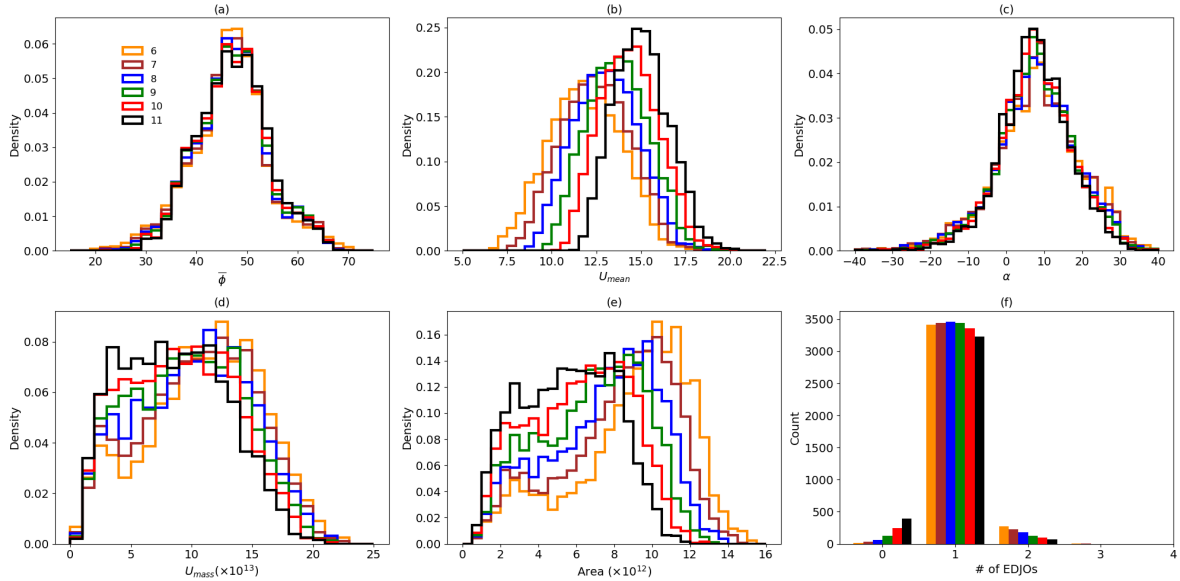 (a)
0.06
0.05
0.04
0.03
0.02
0.01
0.00
Density
6
7
8
9
10
11
20 30 40 50 60 70
$\overline{\phi}$
(b)
0.25
0.20
0.15
0.10
0.05
0.00
Density
5.0 7.5 10.0 12.5 15.0 17.5 20.0 22.5
U_mean
(c)
0.05
0.04
0.03
0.02
0.01
0.00
Density
−40 −30 −20 −10 0 10 20 30 40
α
(d)
0.08
0.06
0.04
0.02
0.00
Density
0 5 10 15 20 25
U_mass(×10^13)
(e)
0.16
0.14
0.12
0.10
0.08
0.06
0.04
0.02
0.00
Density
0 2 4 6 8 10 12 14 16
Area (×10^12)
(f)
3500
3000
2500
2000
1500
1000
500
0
Count
0 1 2 3 4
# of EDJOs